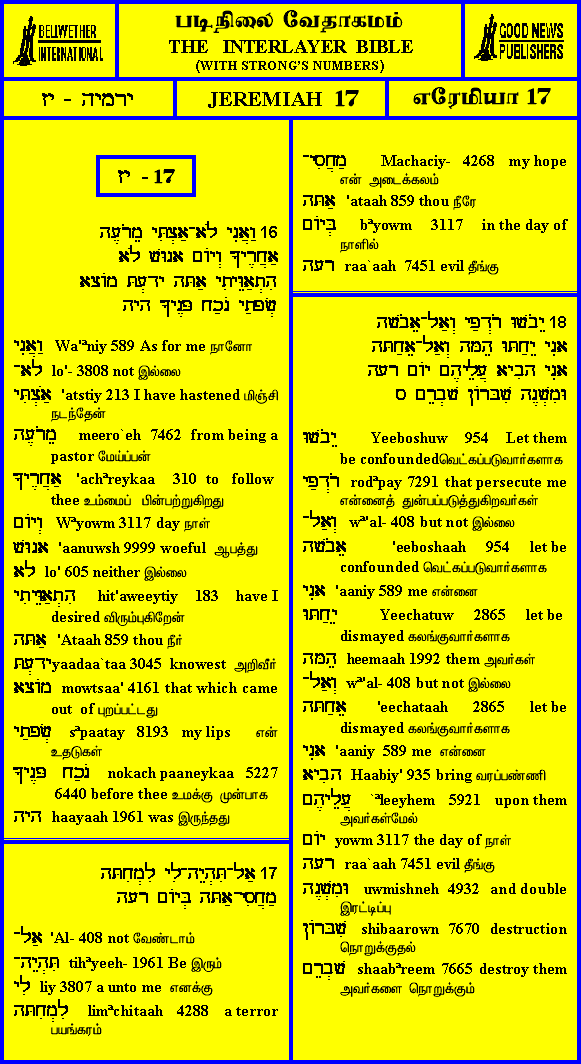 BELLWETHER
INTERNATIONAL
படிநிலை வேதாகமம்
THE INTERLAYER BIBLE
(WITH STRONG'S NUMBERS)
GOOD NEWS
PUBLISHERS
ירמיה - יז
JEREMIAH 17
எரேமியா 17
יז - 17
16 וַאֲנִי לֹא־אַצְתִּי מֵרֹעֶה
אַחֲרֶיךָ וְיוֹם אָנוּשׁ לֹא
הִתְאַוֵּיתִי אַתָּה יָדָעְתָּ מוֹצָא
שְׂפָתַי נֹכַח פָּנֶיךָ הָיָה
וַאֲנִי Wa'ªniy 589 As for me நானோ
לֹא־ lo'- 3808 not இல்லை
אַצְתִּי 'atstiy 213 I have hastened மிஞ்சி
நடந்தேன்
מֵרֹעֶה meero`eh 7462 from being a
pastor மேய்ப்பன்
אַחֲרֶיךָ 'achªreykaa 310 to follow
thee உம்மைப் பின்பற்றுகிறது
וְיוֹם Wªyowm 3117 day நாள்
אָנוּשׁ 'aanuwsh 9999 woeful ஆபத்து
לֹא lo' 605 neither இல்லை
הִתְאַוֵּיתִי hit'aweeytiy 183 have I
desired விரும்புகிறேன்
אַתָּה 'Ataah 859 thou நீர்
יָדָעְתָּ yaadaa`taa 3045 knowest அறிவீர்
מוֹצָא mowtsaa' 4161 that which came
out of புறப்பட்டது
שְׂפָתַי sªpaatay 8193 my lips என்
உதடுகள்
נֹכַח פָּנֶיךָ nokach paaneykaa 5227
6440 before thee உமக்கு முன்பாக
הָיָה haayaah 1961 was இருந்தது
17 אַל־תִּהְיֵה־לִי לִמְחִתָּה
מַחֲסִי־אַתָּה בְּיוֹם רָעָה
אַל־ 'Al- 408 not வேண்டாம்
תִּהְיֵה־ tihªyeeh- 1961 Be இரும்
לִי liy 3807 a unto me எனக்கு
לִמְחִתָּה limªchitaah 4288 a terror
பயங்கரம்
מַחֲסִי־ Machaciy- 4268 my hope
என் அடைக்கலம்
אַתָּה 'ataah 859 thou நீரே
בְּיוֹם bªyowm 3117 in the day of
நாளில்
רָעָה raa`aah 7451 evil தீங்கு
18 יֵבֹשׁוּ רֹדְפַי וְאַל־אֵבֹשָׁה
אָנִי יֵחַתּוּ הֵמָּה וְאַל־אֵחַתָּה
אָנִי הָבִיא עֲלֵיהֶם יוֹם רָעָה
וּמִשְׁנֶה שִׁבָּרוֹן שָׁבְרֵם ס
יֵבֹשׁוּ Yeeboshuw 954 Let them
be confounded வெட்கப்படுவார்களாக
רֹדְפַי rodªpay 7291 that persecute me
என்னைத் துன்பப்படுத்துகிறவர்கள்
וְאַל־ wª'al- 408 but not இல்லை
אֵבֹשָׁה 'eeboshaah 954 let be
confounded வெட்கப்படுவார்களாக
אָנִי 'aaniy 589 me என்னை
יֵחַתּוּ Yeechatuw 2865 let be
dismayed கலங்குவார்களாக
הֵמָּה heemaah 1992 them அவர்கள்
וְאַל־ wª'al- 408 but not இல்லை
אֵחַתָּה 'eechataah 2865 let be
dismayed கலங்குவார்களாக
אָנִי 'aaniy 589 me என்னை
הָבִיא Haabiy' 935 bring வரப்பண்ணி
עֲלֵיהֶם `ªleeyhem 5921 upon them
அவர்கள்மேல்
יוֹם yowm 3117 the day of நாள்
רָעָה raa`aah 7451 evil தீங்கு
וּמִשְׁנֶה uwmishneh 4932 and double
இரட்டிப்பு
שִׁבָּרוֹן shibaarown 7670 destruction
நொறுக்குதல்
שָׁבְרֵם shaabªreem 7665 destroy them
அவர்களை நொறுக்கும்